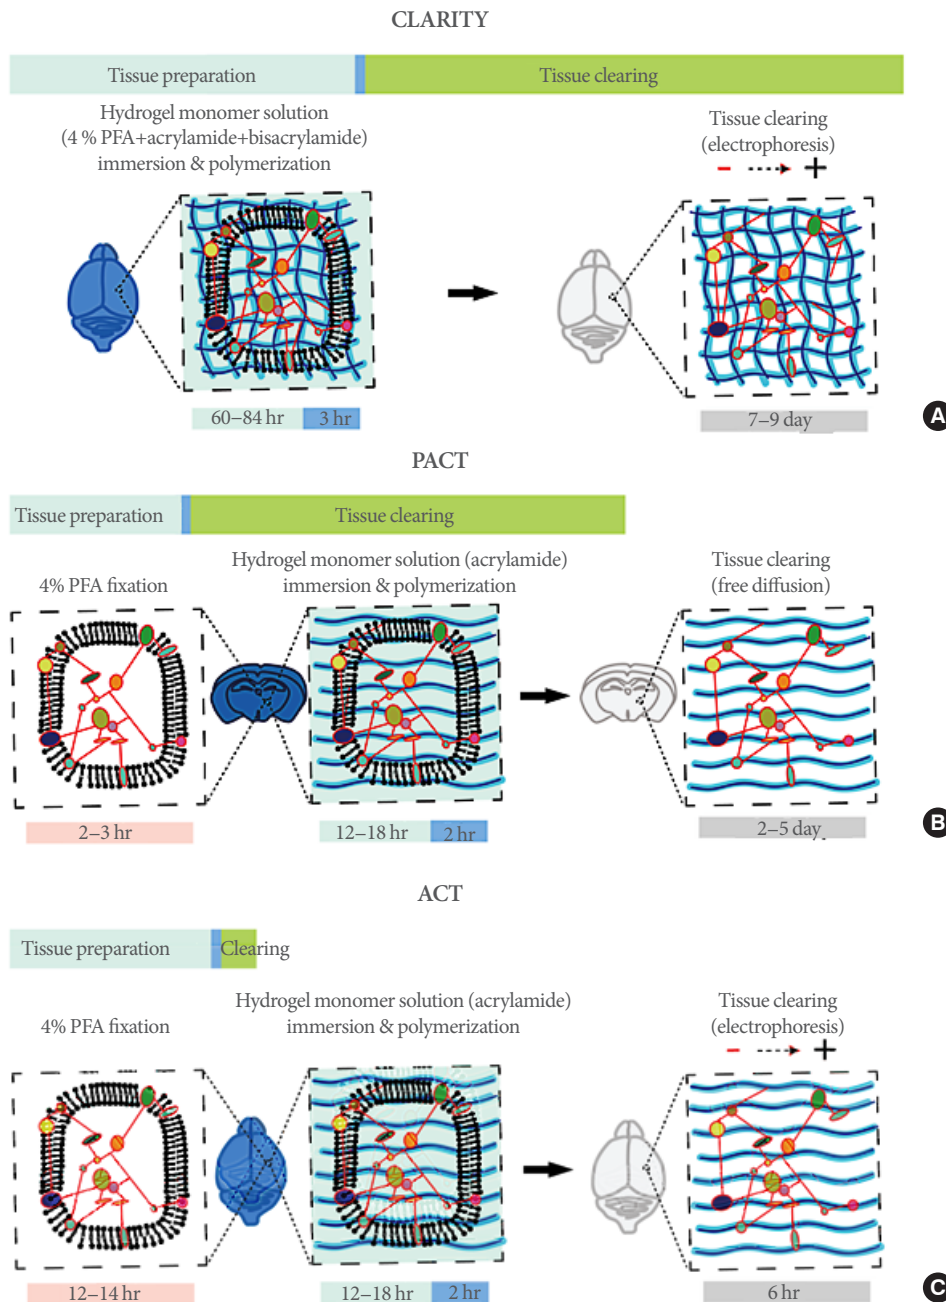 CLARITY
Tissue preparation
Tissue clearing
Hydrogel monomer solution
(4 % PFA+acrylamide+bisacrylamide)
immersion & polymerization
Tissue clearing
(electrophoresis)
- +
60–84 hr
3 hr
7–9 day
A
PACT
Tissue preparation
Tissue clearing
4% PFA fixation
Hydrogel monomer solution (acrylamide)
immersion & polymerization
Tissue clearing
(free diffusion)
2–3 hr
12–18 hr
2 hr
2–5 day
B
ACT
Tissue preparation
Clearing
4% PFA fixation
Hydrogel monomer solution (acrylamide)
immersion & polymerization
Tissue clearing
(electrophoresis)
- +
12–14 hr
12–18 hr
2 hr
6 hr
C